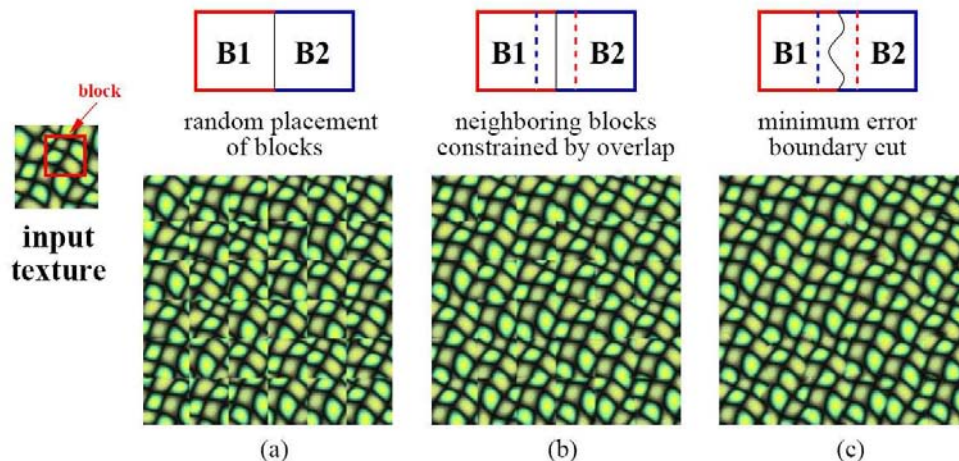 block
input
texture
B1 B2
random placement
of blocks
(a)
B1 B2
neighboring blocks
constrained by overlap
(b)
B1 B2
minimum error
boundary cut
(c)